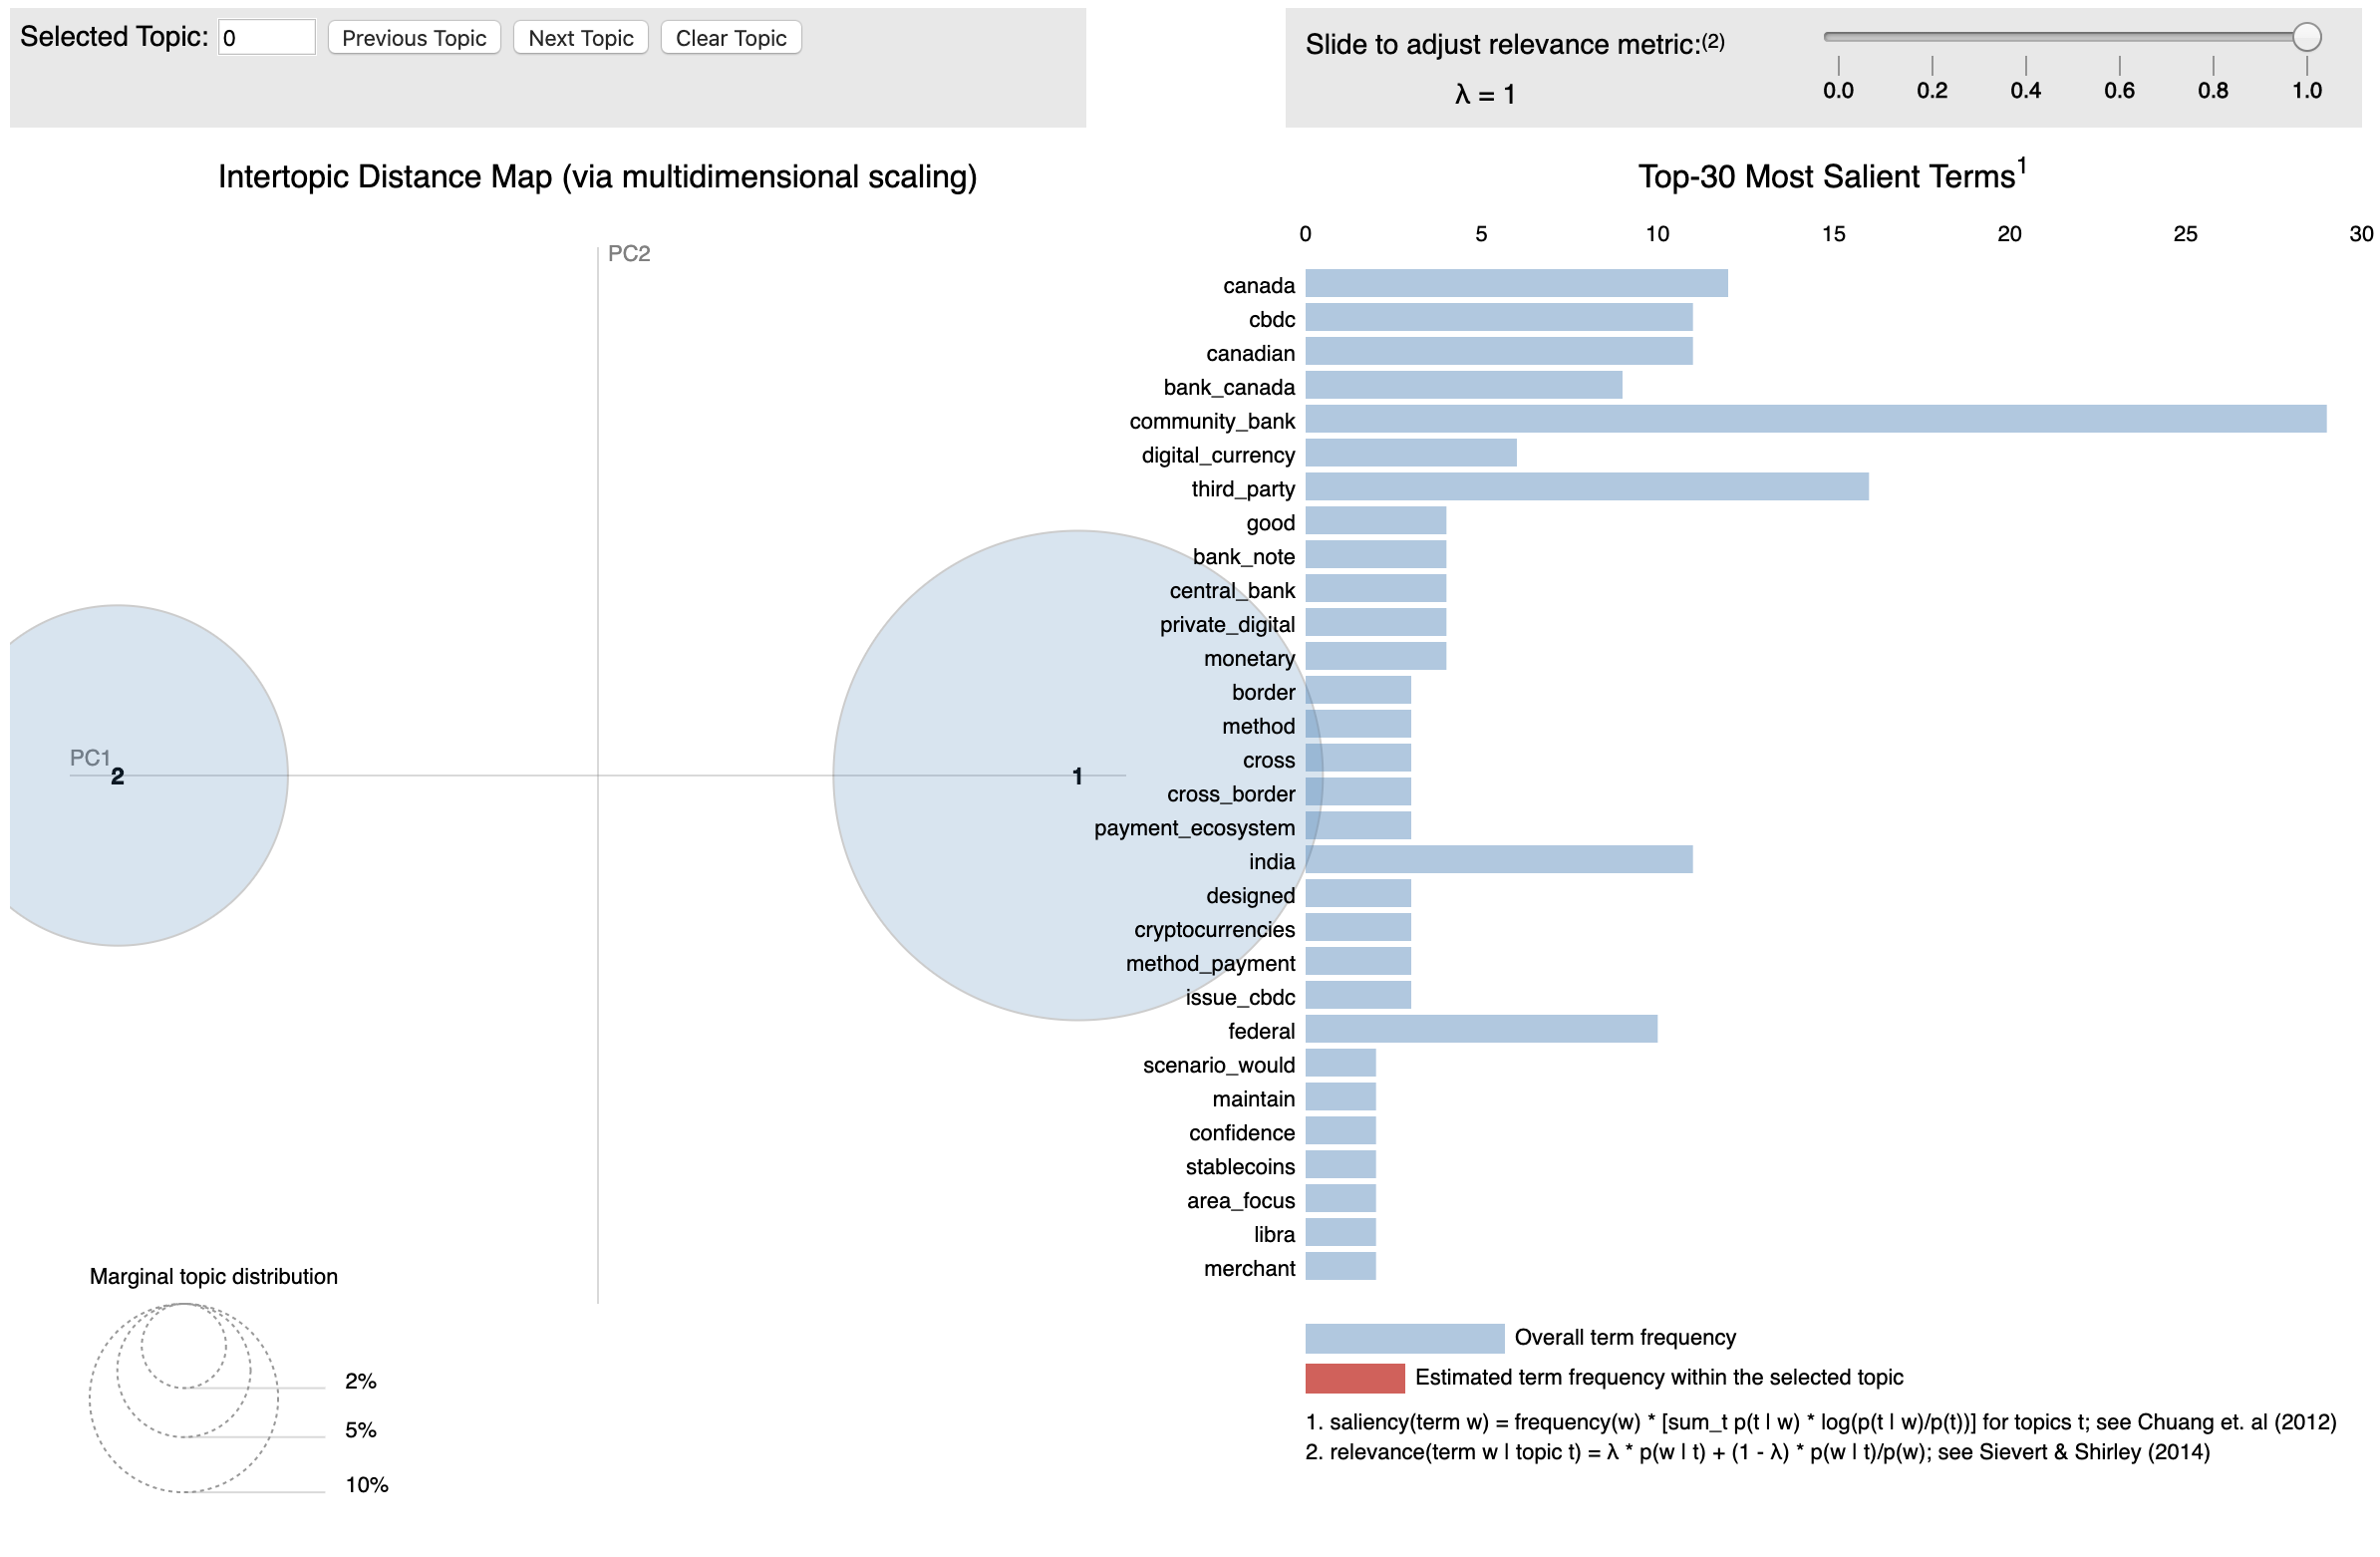 Selected Topic: 0 Previous Topic Next Topic Clear Topic
Slide to adjust relevance metric:(2)
λ = 1
0.0 0.2 0.4 0.6 0.8 1.0
Intertopic Distance Map (via multidimensional scaling)
PC2
PC1
2
1
Marginal topic distribution
2%
5%
10%
Top-30 Most Salient Terms1
0 5 10 15 20 25 30
canada
cbdc
canadian
bank_canada
community_bank
digital_currency
third_party
good
bank_note
central_bank
private_digital
monetary
border
method
cross
cross_border
payment_ecosystem
india
designed
cryptocurrencies
method_payment
issue_cbdc
federal
scenario_would
maintain
confidence
stablecoins
area_focus
libra
merchant
Overall term frequency
Estimated term frequency within the selected topic
1. saliency(term w) = frequency(w) * [sum_t p(t | w) * log(p(t | w)/p(t))] for topics t; see Chuang et. al (2012)
2. relevance(term w | topic t) = λ * p(w | t) + (1 - λ) * p(w | t)/p(w); see Sievert & Shirley (2014)